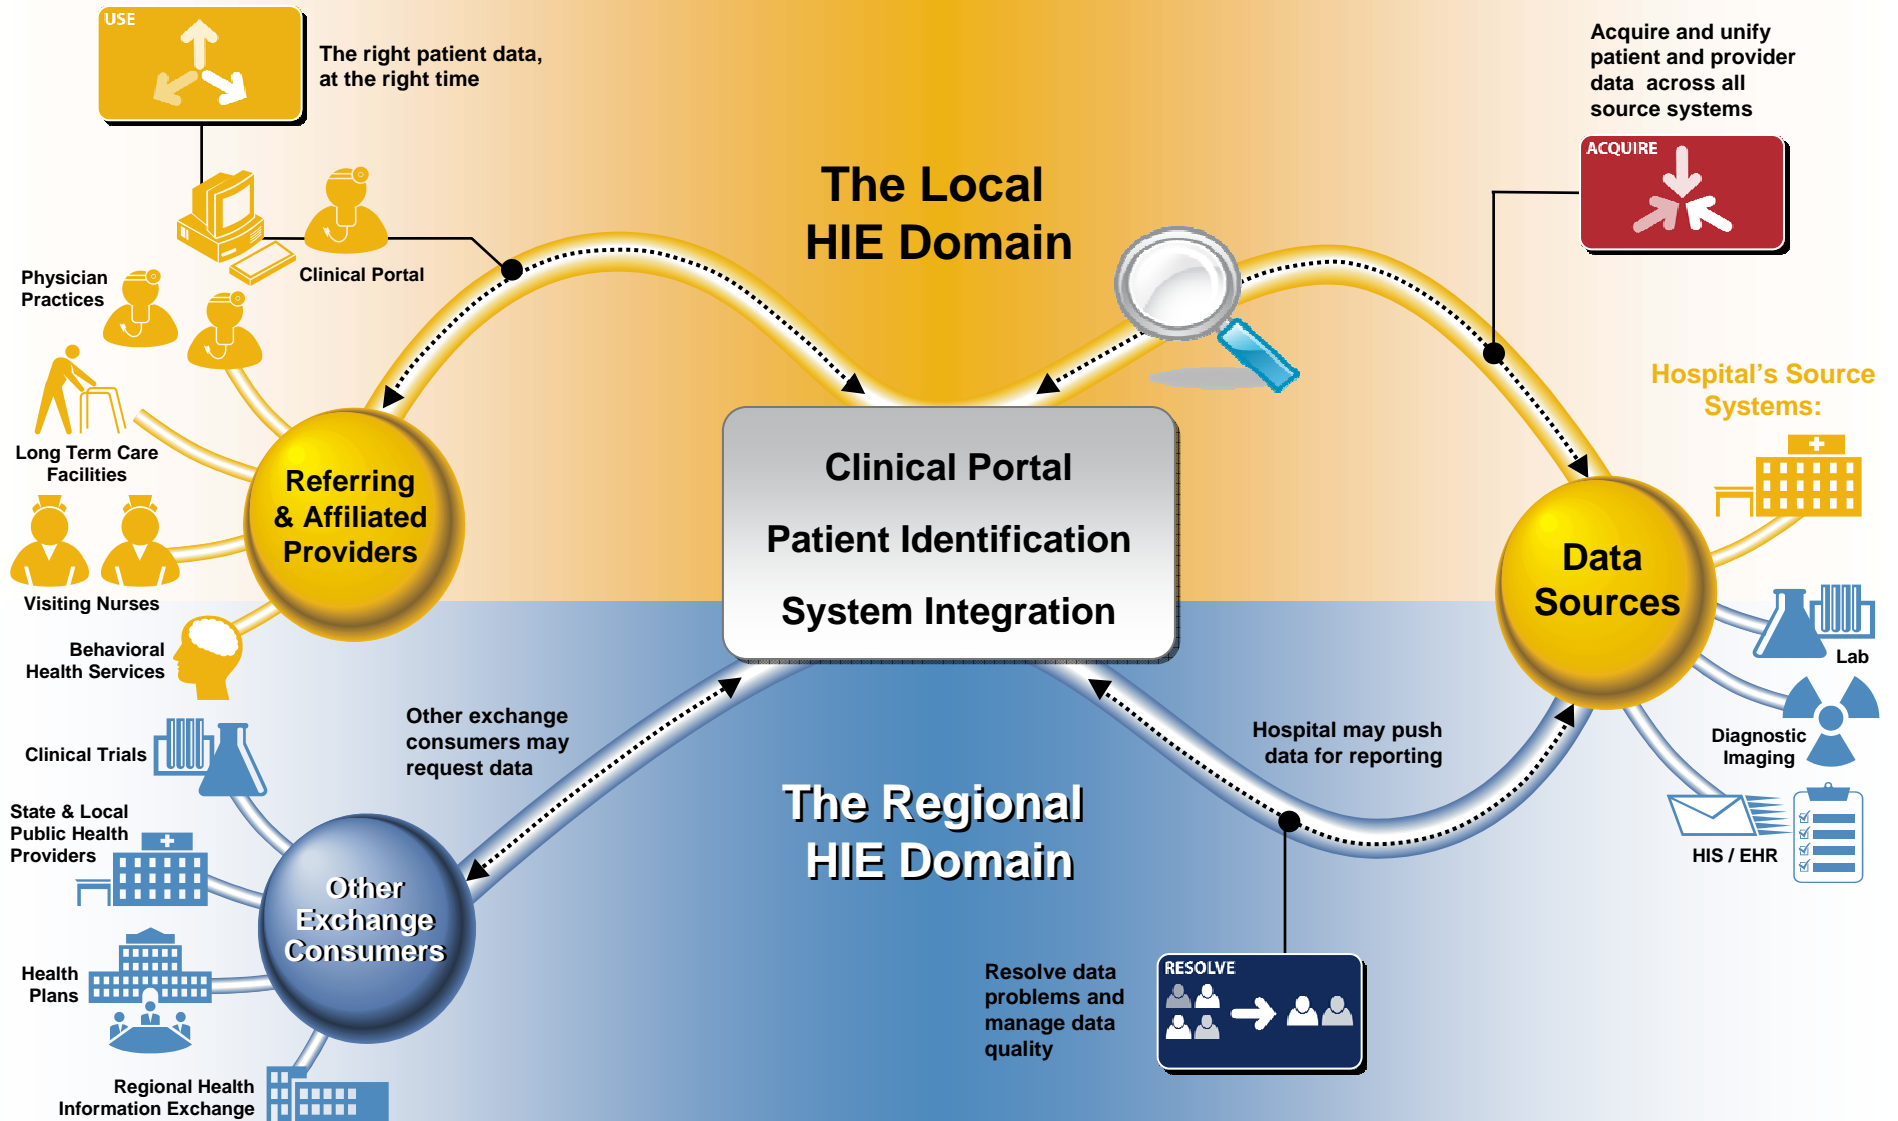 USE
The right patient data,
at the right time
Acquire and unify
patient and provider
data across all
source systems
ACQUIRE
The Local
HIE Domain
Clinical Portal
Physician
Practices
Long Term Care
Facilities
Visiting Nurses
Behavioral
Health Services
Referring
& Affiliated
Providers
Clinical Portal
Patient Identification
System Integration
Hospital's Source
Systems:
Data
Sources
Lab
Diagnostic
Imaging
HIS / EHR
Other exchange
consumers may
request data
Hospital may push
data for reporting
The Regional
HIE Domain
Clinical Trials
State & Local
Public Health
Providers
Health
Plans
Regional Health
Information Exchange
Other
Exchange
Consumers
Resolve data
problems and
manage data
quality
RESOLVE